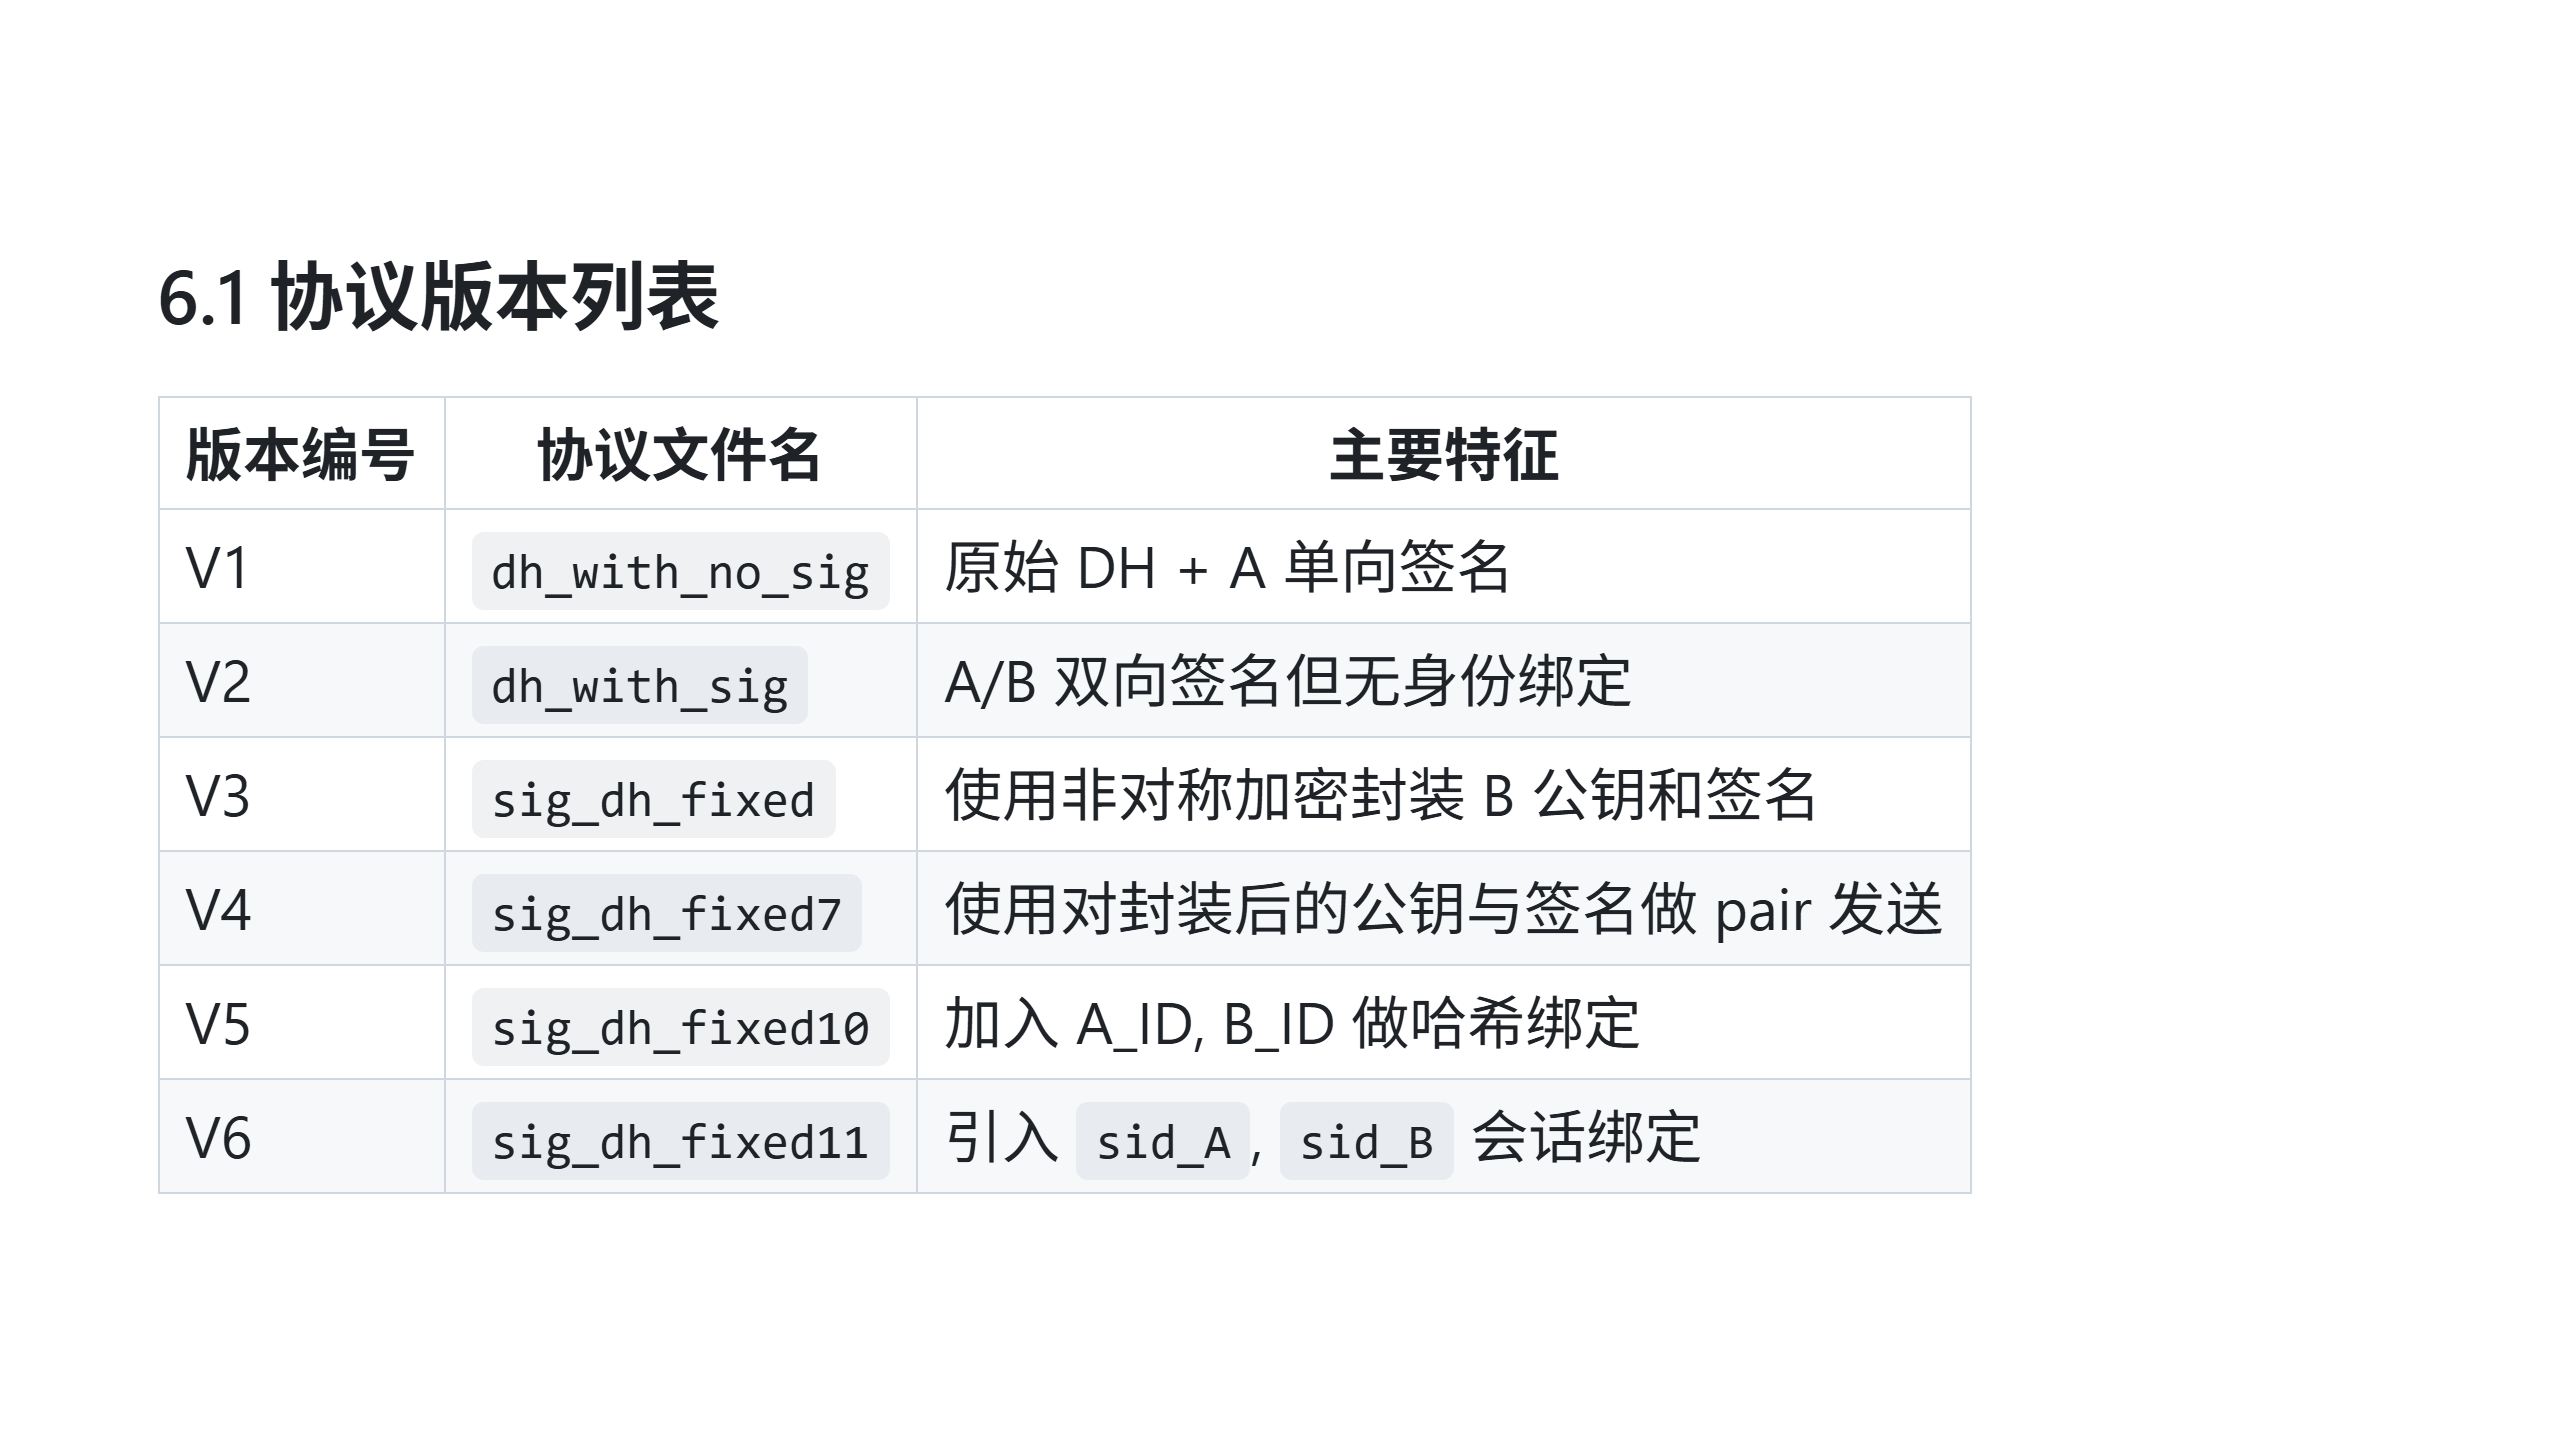 6.1 协议版本列表
版本编号 协议文件名 主要特征
V1 dh_with_no_sig 原始 DH + A 单向签名
V2 dh_with_sig A/B 双向签名但无身份绑定
V3 sig_dh_fixed 使用非对称加密封装 B 公钥和签名
V4 sig_dh_fixed7 使用对封装后的公钥与签名做 pair 发送
V5 sig_dh_fixed10 加入 A_ID, B_ID 做哈希绑定
V6 sig_dh_fixed11 引入 sid_A, sid_B 会话绑定